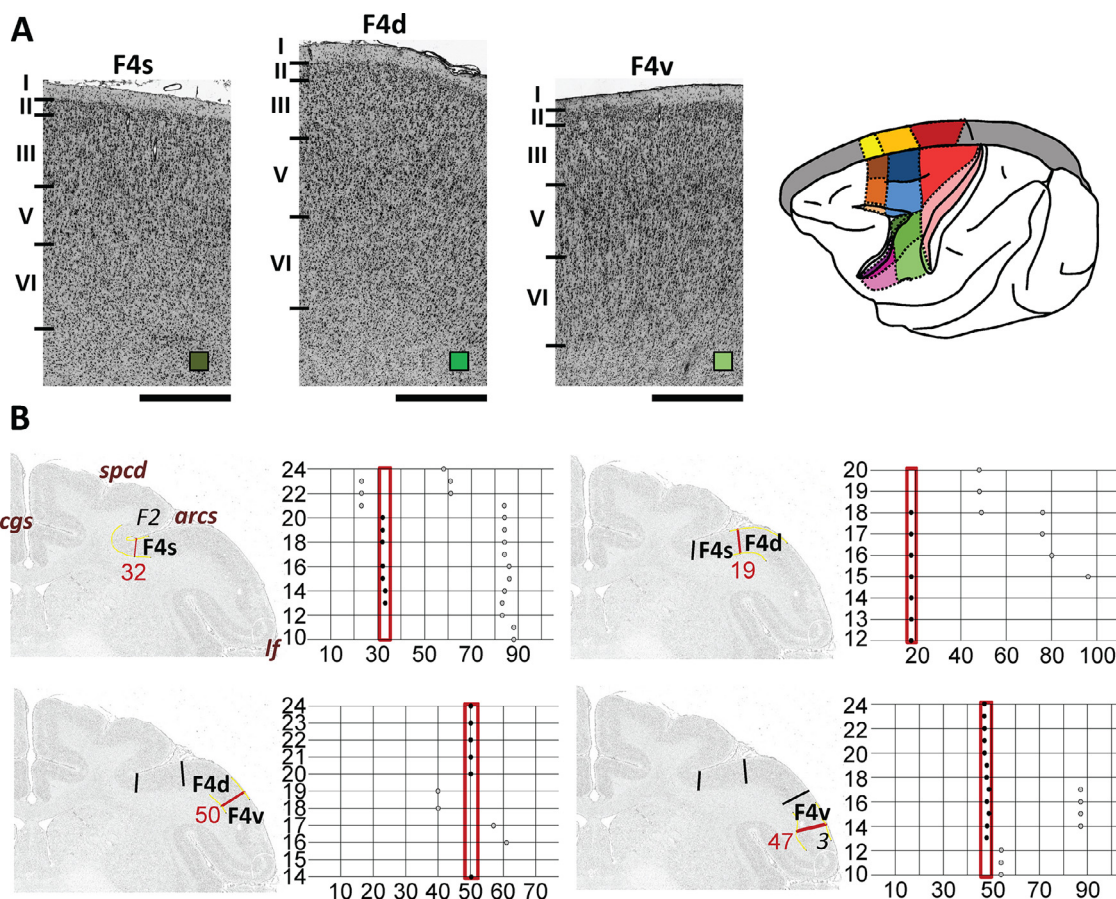 A
F4s
I
II
III
V
VI
F4d
I
II
III
V
VI
F4v
I
II
III
V
VI
B
spcd
cgs
F2
arcs
F4s
32
lf
24
22
20
18
16
14
12
10
10 30 50 70 90
F4s
F4d
19
20
19
18
17
16
15
14
13
12
20 40 60 80 100
F4d
50
F4v
24
23
22
21
20
19
18
17
16
15
14
10 20 30 40 50 60 70
F4v
47
3
24
22
20
18
16
14
12
10
10 30 50 70 90